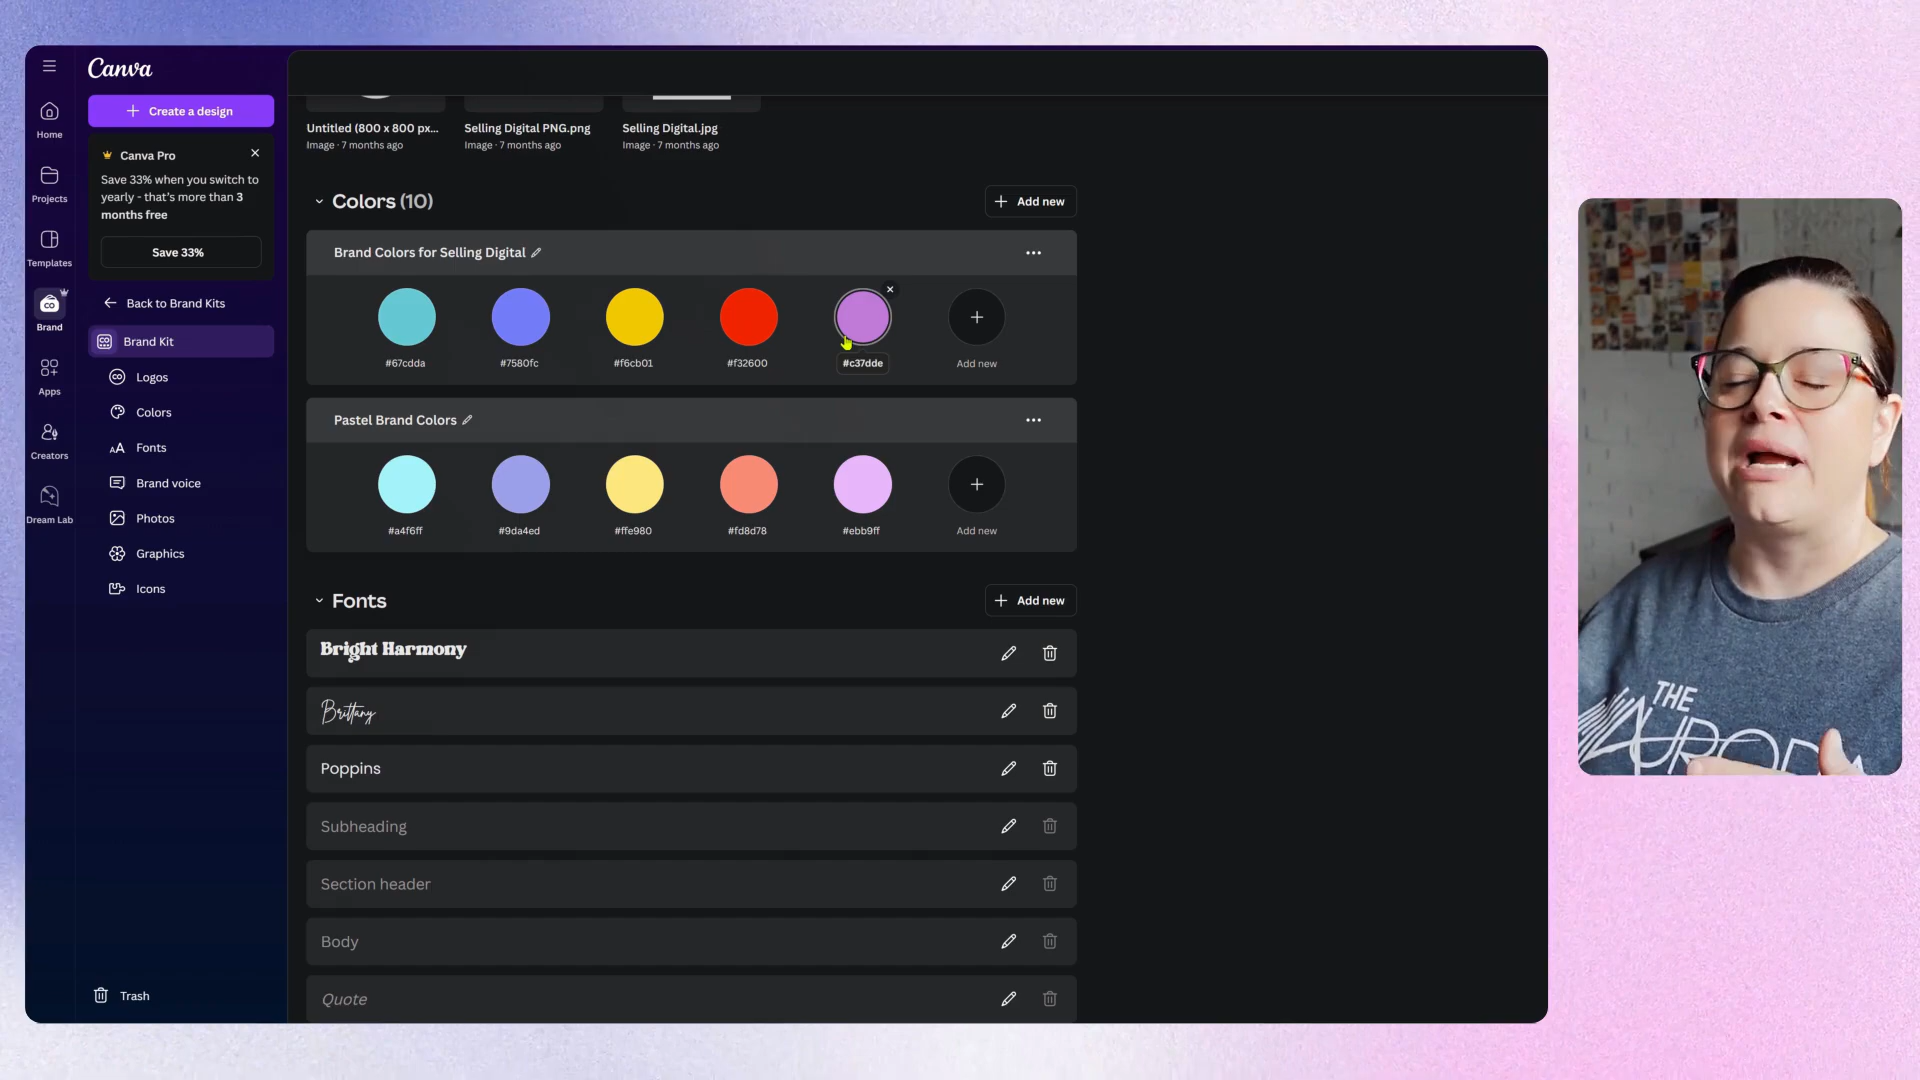 Canva
Create a design
Home
Canva Pro
Save 33% when you switch to
yearly - that's more than 3
months free
Save 33%
Projects
Templates
Back to Brand Kits
Brand
Brand Kit
Apps
Logos
Colors
Creators
Fonts
Brand voice
Dream Lab
Photos
Graphics
Icons
Trash
Untitled (800 x 800 px...
Image · 7 months ago
Selling Digital PNG.png
Image · 7 months ago
Selling Digital.jpg
Image · 7 months ago
Colors (10)
Add new
Brand Colors for Selling Digital
#67cdda
#7580fc
#f6cb01
#f32600
#c37dde
Add new
Pastel Brand Colors
#a4f6ff
#9da4ed
#ffe980
#fd8d78
#ebb9ff
Add new
Fonts
Add new
Bright Harmony
Brittany
Poppins
Subheading
Section header
Body
Quote
THE